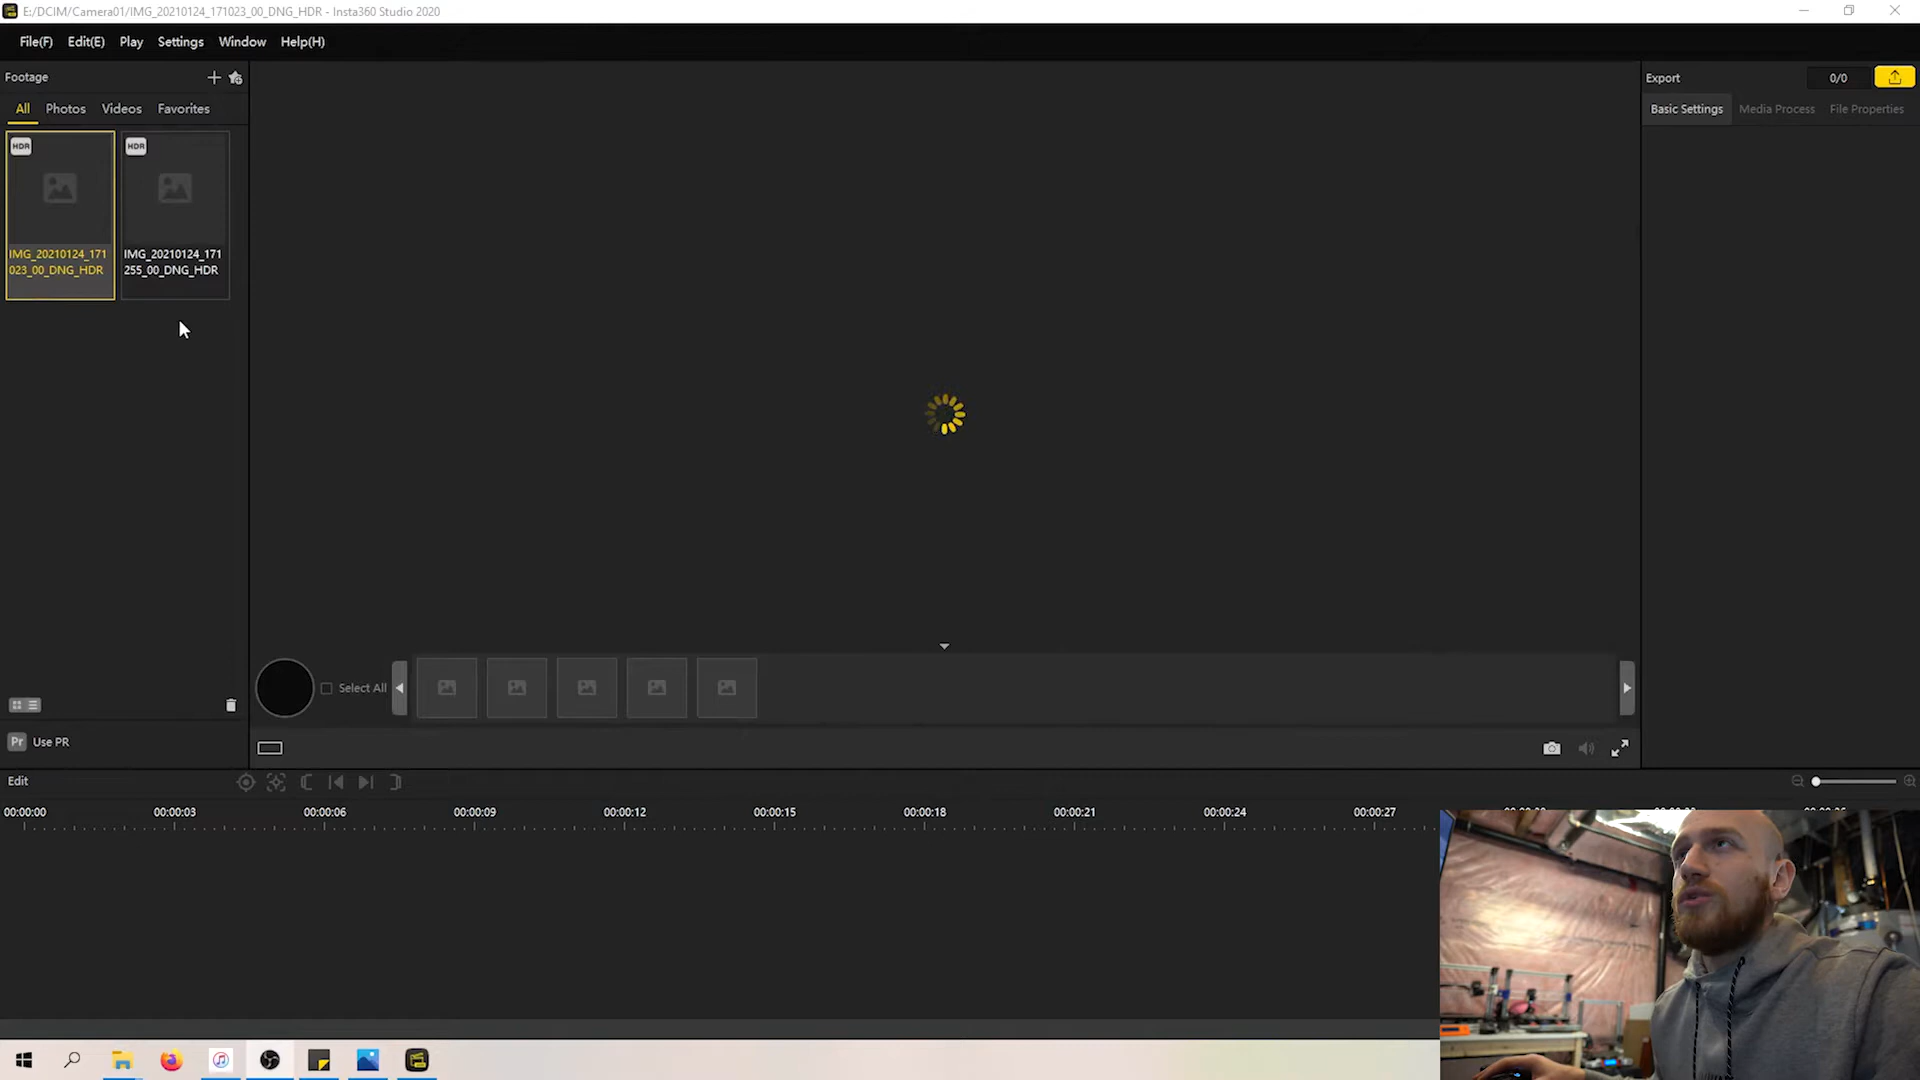 E:/DCIM/Camera01/IMG_20210124_171023_00_DNG_HDR - Insta360 Studio 2020
File(F) Edit(E) Play Settings Window Help(H)
Footage
Export 0/0
All Photos Videos Favorites
Basic Settings Media Process File Properties
HDR HDR
IMG_20210124_171
023_00_DNG_HDR
IMG_20210124_171
255_00_DNG_HDR
Select All
Pr Use PR
Edit
00:00:00 00:00:03 00:00:06 00:00:09 00:00:12 00:00:15 00:00:18 00:00:21 00:00:24 00:00:27